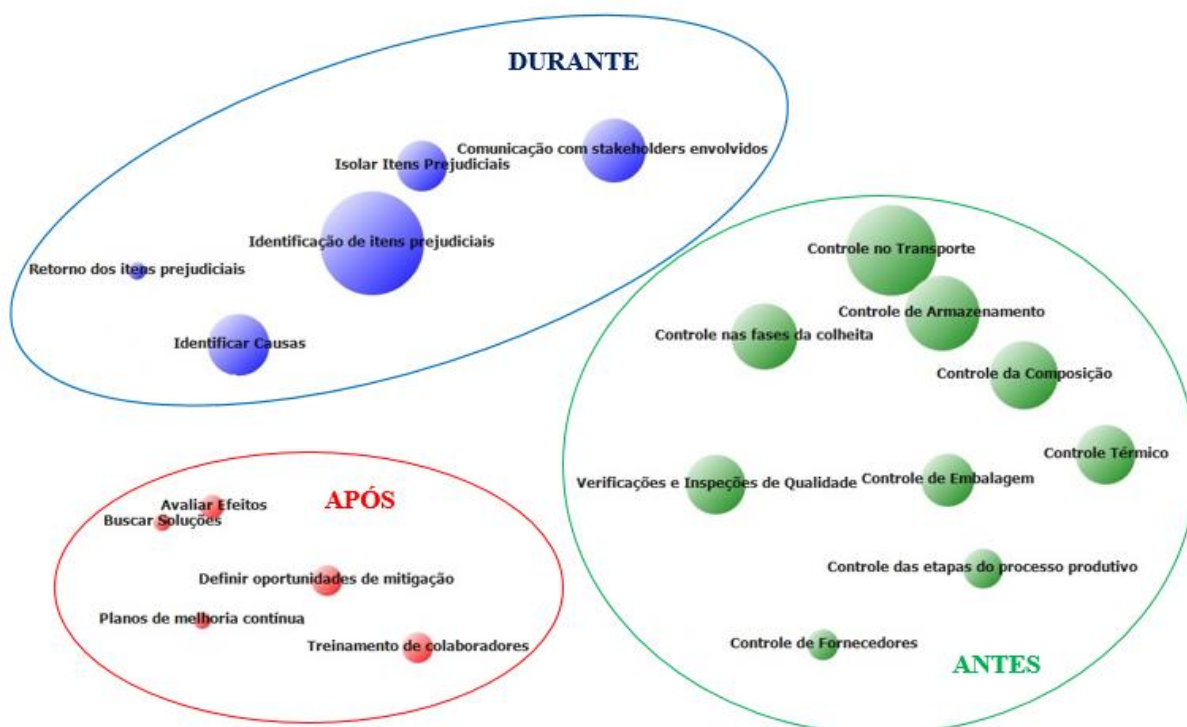 DURANTE
Comunicação com stakeholders envolvidos
Isolar Itens Prejudiciais
Identificação de itens prejudiciais
Retorno dos itens prejudiciais
Identificar Causas
Controle no Transporte
Controle de Armazenamento
Controle nas fases da colheita
Controle da Composição
Controle Térmico
Verificações e Inspeções de Qualidade
Controle de Embalagem
Controle das etapas do processo produtivo
Controle de Fornecedores
ANTES
APÓS
Avaliar Efeitos
Buscar Soluções
Definir oportunidades de mitigação
Planos de melhoria contínua
Treinamento de colaboradores